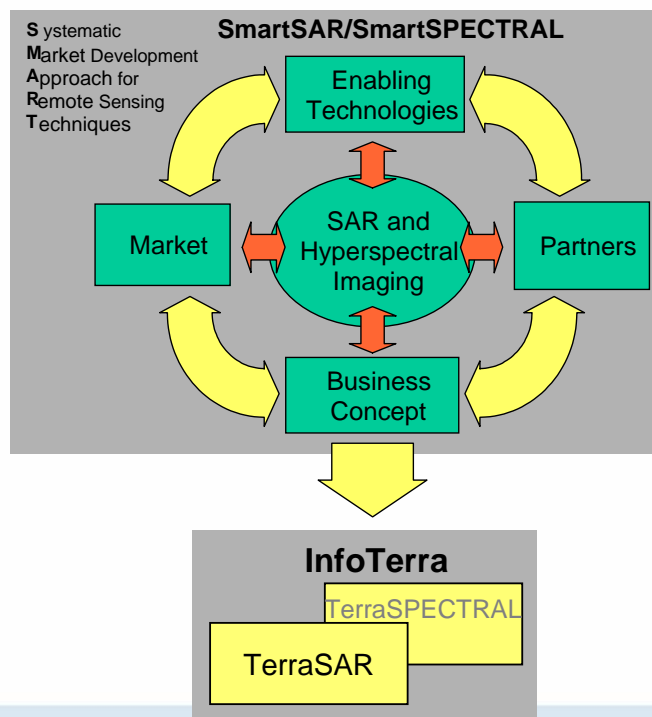 Systematic
Market Development
Approach for
Remote Sensing
Techniques
SmartSAR/SmartSPECTRAL
Enabling
Technologies
Market
SAR and
Hyperspectral
Imaging
Partners
Business
Concept
InfoTerra
TerraSPECTRAL
TerraSAR